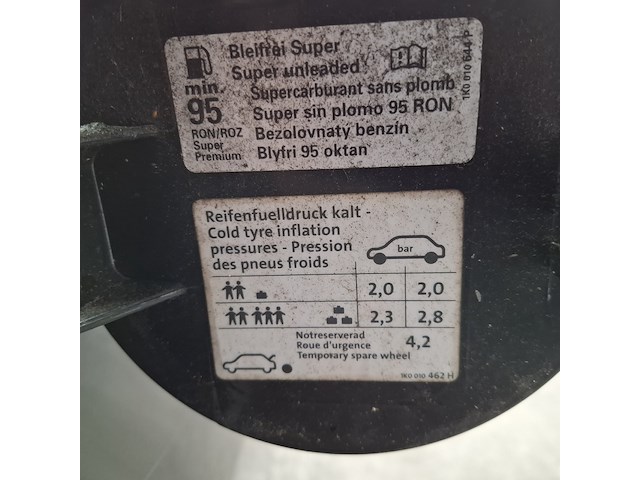 Bleifrei Super
min
Super unleaded
95
Supercarburant sans plomb
Super sin plomo 95 RON
RON/ROZ
Bezolovnatý benzin
Super
Premium
Blyfri 95 oktan
1K0 010 644 P
Reifenfuelldruck kalt -
Cold tyre inflation
pressures - Pression
des pneus froids
bar
2,0 2,0
2,3 2,8
Notreserverad
Roue d'urgence
Temporary spare wheel
4,2
1K0 010 462 H